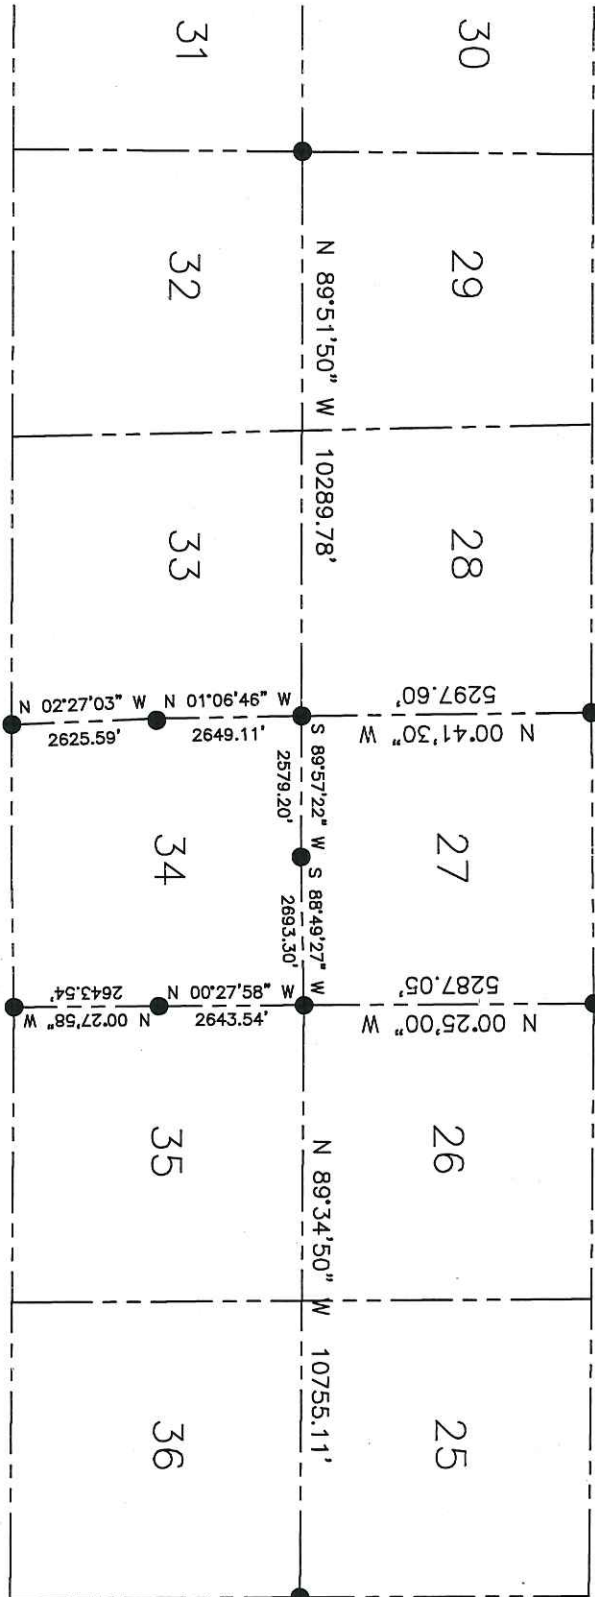 30
29
28
27
26
25
N 89°51'50" W 10289.78'
5297.60'
N 00°41'30" W
S 89°57'22" W
2579.20'
S 88°49'27" W
2693.30'
5287.05'
N 00°25'00" W
N 89°34'50" W 10755.11'
31
32
33
N 02°27'03" W
2625.59'
N 01°06'46" W
2649.11'
34
2643.54'
N 00°27'58" W
N 00°27'58" W
2643.54'
35
36